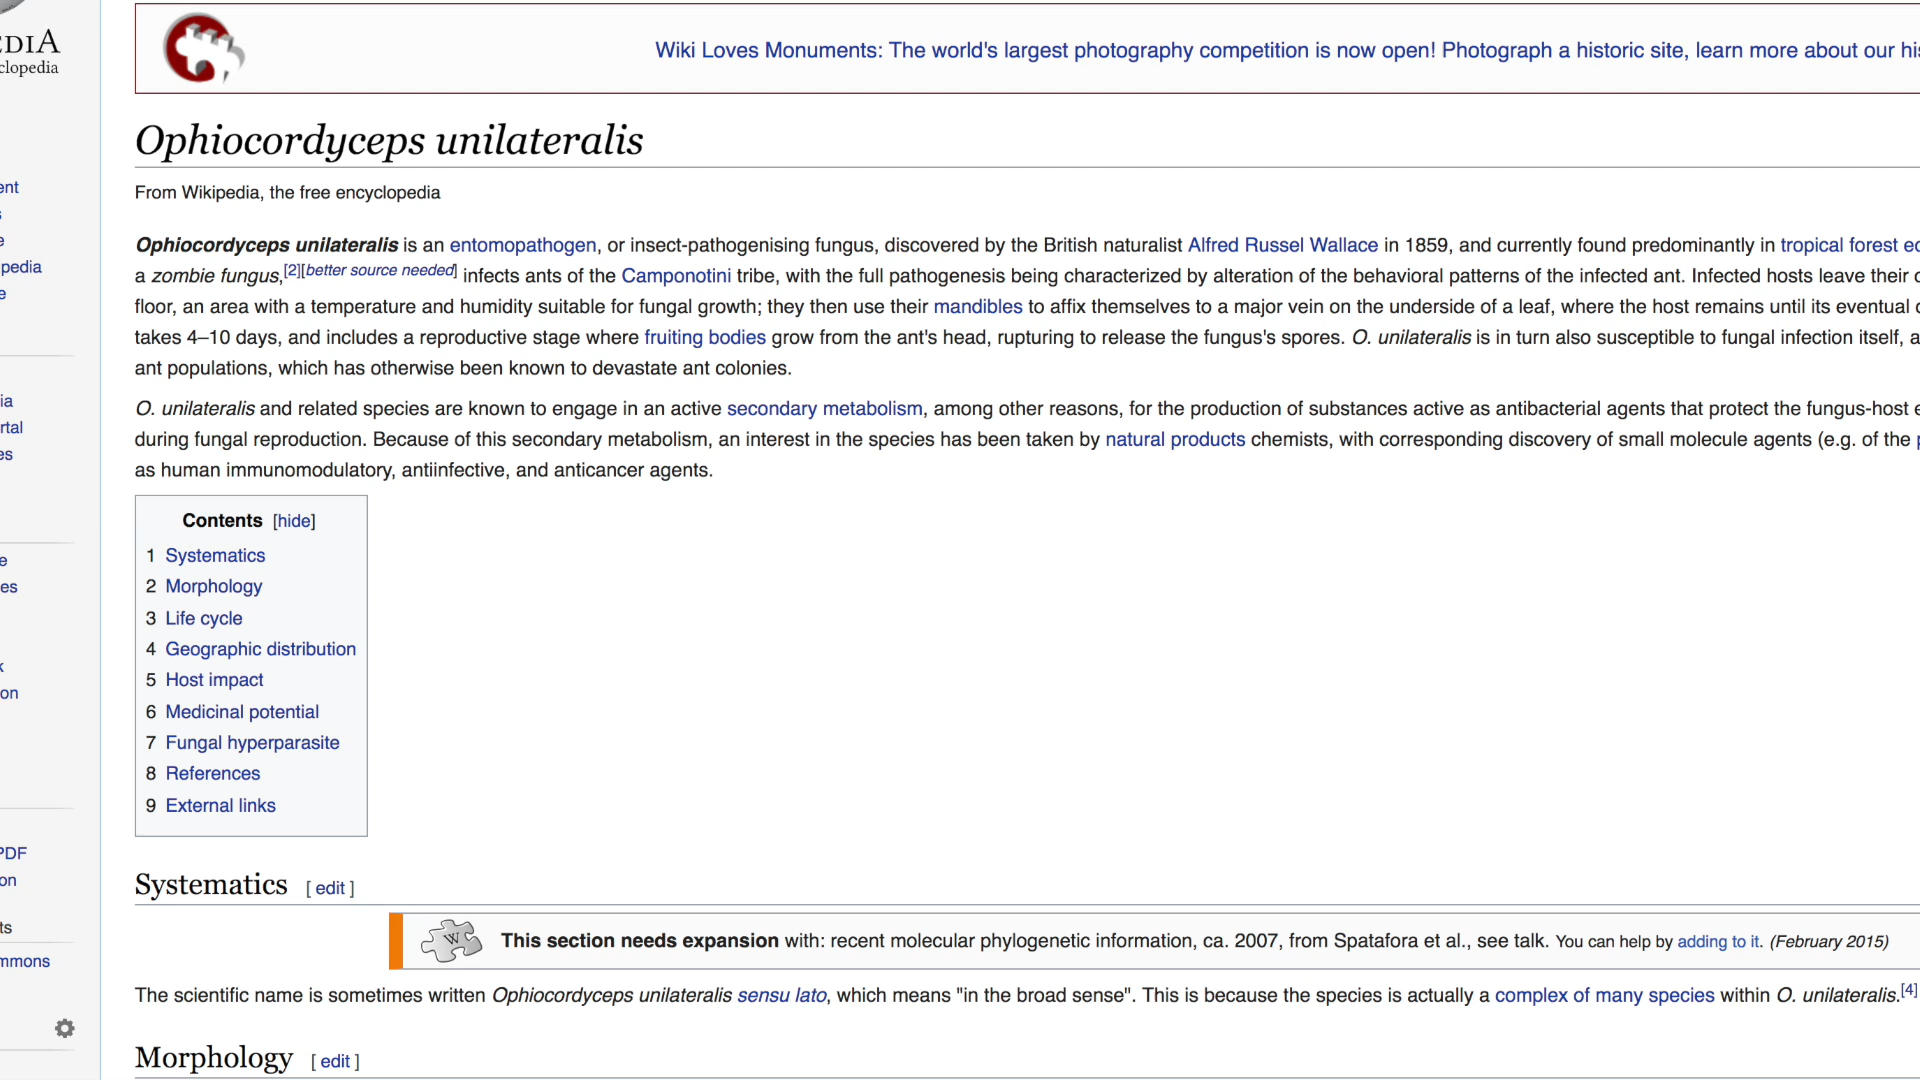 EDIA
clopedia
Wiki Loves Monuments: The world's largest photography competition is now open! Photograph a historic site, learn more about our
Ophiocordyceps unilateralis
From Wikipedia, the free encyclopedia
Ophiocordyceps unilateralis is an entomopathogen, or insect-pathogenising fungus, discovered by the British naturalist Alfred Russel Wallace in 1859, and currently found predominantly in tropical forest
a zombie fungus,[2][better source needed] infects ants of the Camponotini tribe, with the full pathogenesis being characterized by alteration of the behavioral patterns of the infected ant. Infected hosts leave their
floor, an area with a temperature and humidity suitable for fungal growth; they then use their mandibles to affix themselves to a major vein on the underside of a leaf, where the host remains until its eventual
takes 4–10 days, and includes a reproductive stage where fruiting bodies grow from the ant's head, rupturing to release the fungus's spores. O. unilateralis is in turn also susceptible to fungal infection itself,
ant populations, which has otherwise been known to devastate ant colonies.
O. unilateralis and related species are known to engage in an active secondary metabolism, among other reasons, for the production of substances active as antibacterial agents that protect the fungus-host
during fungal reproduction. Because of this secondary metabolism, an interest in the species has been taken by natural products chemists, with corresponding discovery of small molecule agents (e.g. of the
as human immunomodulatory, antiinfective, and anticancer agents.
Contents [hide]
1 Systematics
2 Morphology
3 Life cycle
4 Geographic distribution
5 Host impact
6 Medicinal potential
7 Fungal hyperparasite
8 References
9 External links
Systematics [ edit ]
This section needs expansion with: recent molecular phylogenetic information, ca. 2007, from Spatafora et al., see talk. You can help by adding to it. (February 2015)
The scientific name is sometimes written Ophiocordyceps unilateralis sensu lato, which means "in the broad sense". This is because the species is actually a complex of many species within O. unilateralis.[4]
Morphology [ edit ]
ent
s
e
pedia
e
ia
rtal
es
e
es
k
on
PDF
on
ts
mmons